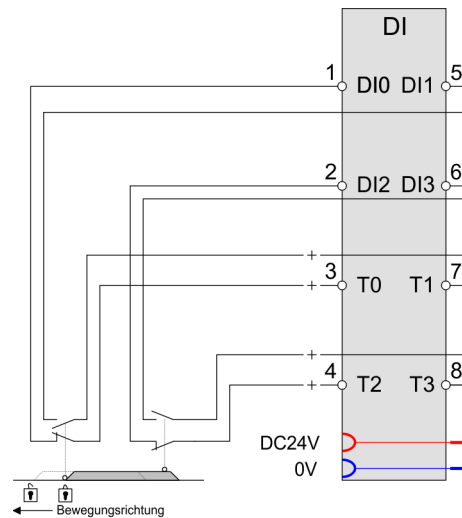 DI
1 DI0 DI1 5
2 DI2 DI3 6
+
+ 3 T0 T1 7
+
+ 4 T2 T3 8
DC24V
0V
Bewegungsrichtung